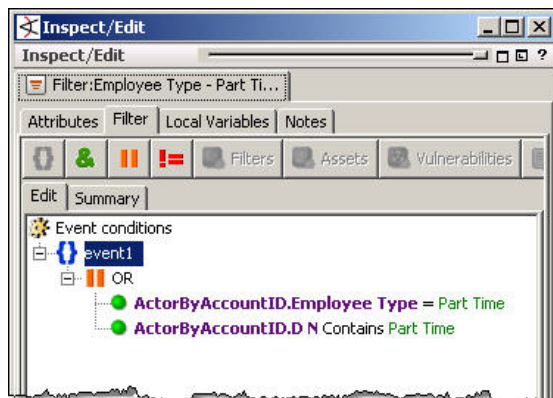 Inspect/Edit
Inspect/Edit ?
Filter:Employee Type - Part Ti...
Attributes Filter Local Variables Notes
{} & || != Filters Assets Vulnerabilities
Edit Summary
Event conditions
{} event1
|| OR
ActorByAccountID.Employee Type = Part Time
ActorByAccountID.D N Contains Part Time